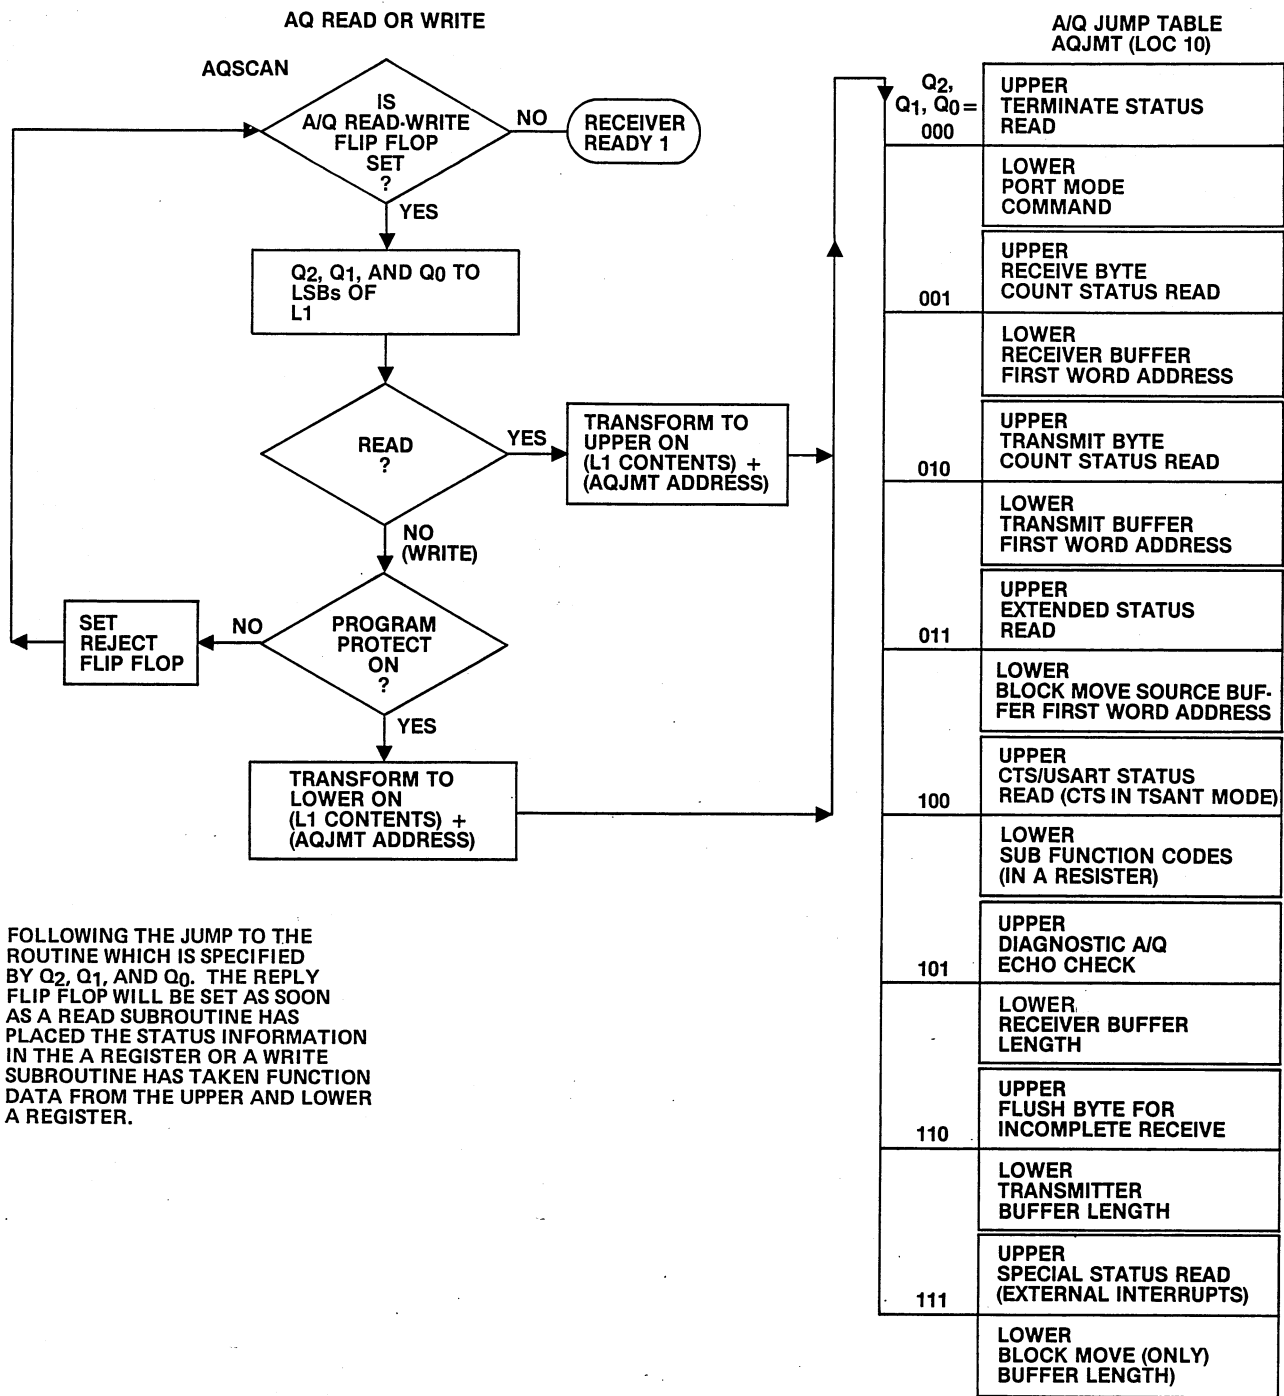 AQ READ OR WRITE
AQSCAN
IS
A/Q READ-WRITE
FLIP FLOP
SET
?
NO
RECEIVER
READY 1
YES
Q2, Q1, AND Q0 TO
LSBs OF
L1
READ
?
YES
TRANSFORM TO
UPPER ON
(L1 CONTENTS) +
(AQJMT ADDRESS)
NO
(WRITE)
PROGRAM
PROTECT
ON
?
NO
SET
REJECT
FLIP FLOP
YES
TRANSFORM TO
LOWER ON
(L1 CONTENTS) +
(AQJMT ADDRESS)
FOLLOWING THE JUMP TO THE
ROUTINE WHICH IS SPECIFIED
BY Q2, Q1, AND Q0. THE REPLY
FLIP FLOP WILL BE SET AS SOON
AS A READ SUBROUTINE HAS
PLACED THE STATUS INFORMATION
IN THE A REGISTER OR A WRITE
SUBROUTINE HAS TAKEN FUNCTION
DATA FROM THE UPPER AND LOWER
A REGISTER.
A/Q JUMP TABLE
AQJMT (LOC 10)
Q2,
Q1, Q0=
000
UPPER
TERMINATE STATUS
READ
LOWER
PORT MODE
COMMAND
001
UPPER
RECEIVE BYTE
COUNT STATUS READ
LOWER
RECEIVER BUFFER
FIRST WORD ADDRESS
010
UPPER
TRANSMIT BYTE
COUNT STATUS READ
LOWER
TRANSMIT BUFFER
FIRST WORD ADDRESS
011
UPPER
EXTENDED STATUS
READ
LOWER
BLOCK MOVE SOURCE BUF-
FER FIRST WORD ADDRESS
100
UPPER
CTS/USART STATUS
READ (CTS IN TSANT MODE)
LOWER
SUB FUNCTION CODES
(IN A RESISTER)
101
UPPER
DIAGNOSTIC A/Q
ECHO CHECK
LOWER
RECEIVER BUFFER
LENGTH
110
UPPER
FLUSH BYTE FOR
INCOMPLETE RECEIVE
LOWER
TRANSMITTER
BUFFER LENGTH
111
UPPER
SPECIAL STATUS READ
(EXTERNAL INTERRUPTS)
LOWER
BLOCK MOVE (ONLY)
BUFFER LENGTH)